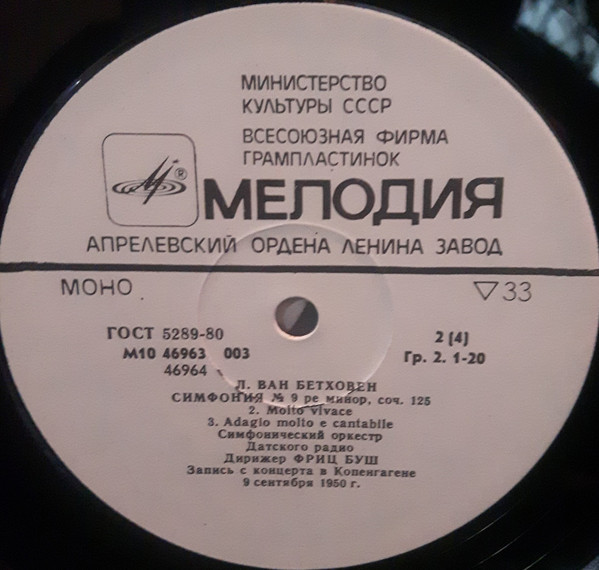 МИНИСТЕРСТВО
КУЛЬТУРЫ СССР
ВСЕСОЮЗНАЯ ФИРМА
ГРАМПЛАСТИНОК
®
МЕЛОДИЯ
АПРЕЛЕВСКИЙ ОРДЕНА ЛЕНИНА ЗАВОД
МОНО
▽33
ГОСТ 5289-80
2 (4)
М10 46963 003
Гр. 2. 1-20
46964
Л. ВАН БЕТХОВЕН
СИМФОНИЯ № 9 ре минор, соч. 125
2. Molto vivace
3. Adagio molto e cantabile
Симфонический оркестр
Датского радио
Дирижер ФРИЦ БУШ
Запись с концерта в Копенгагене
9 сентября 1950 г.